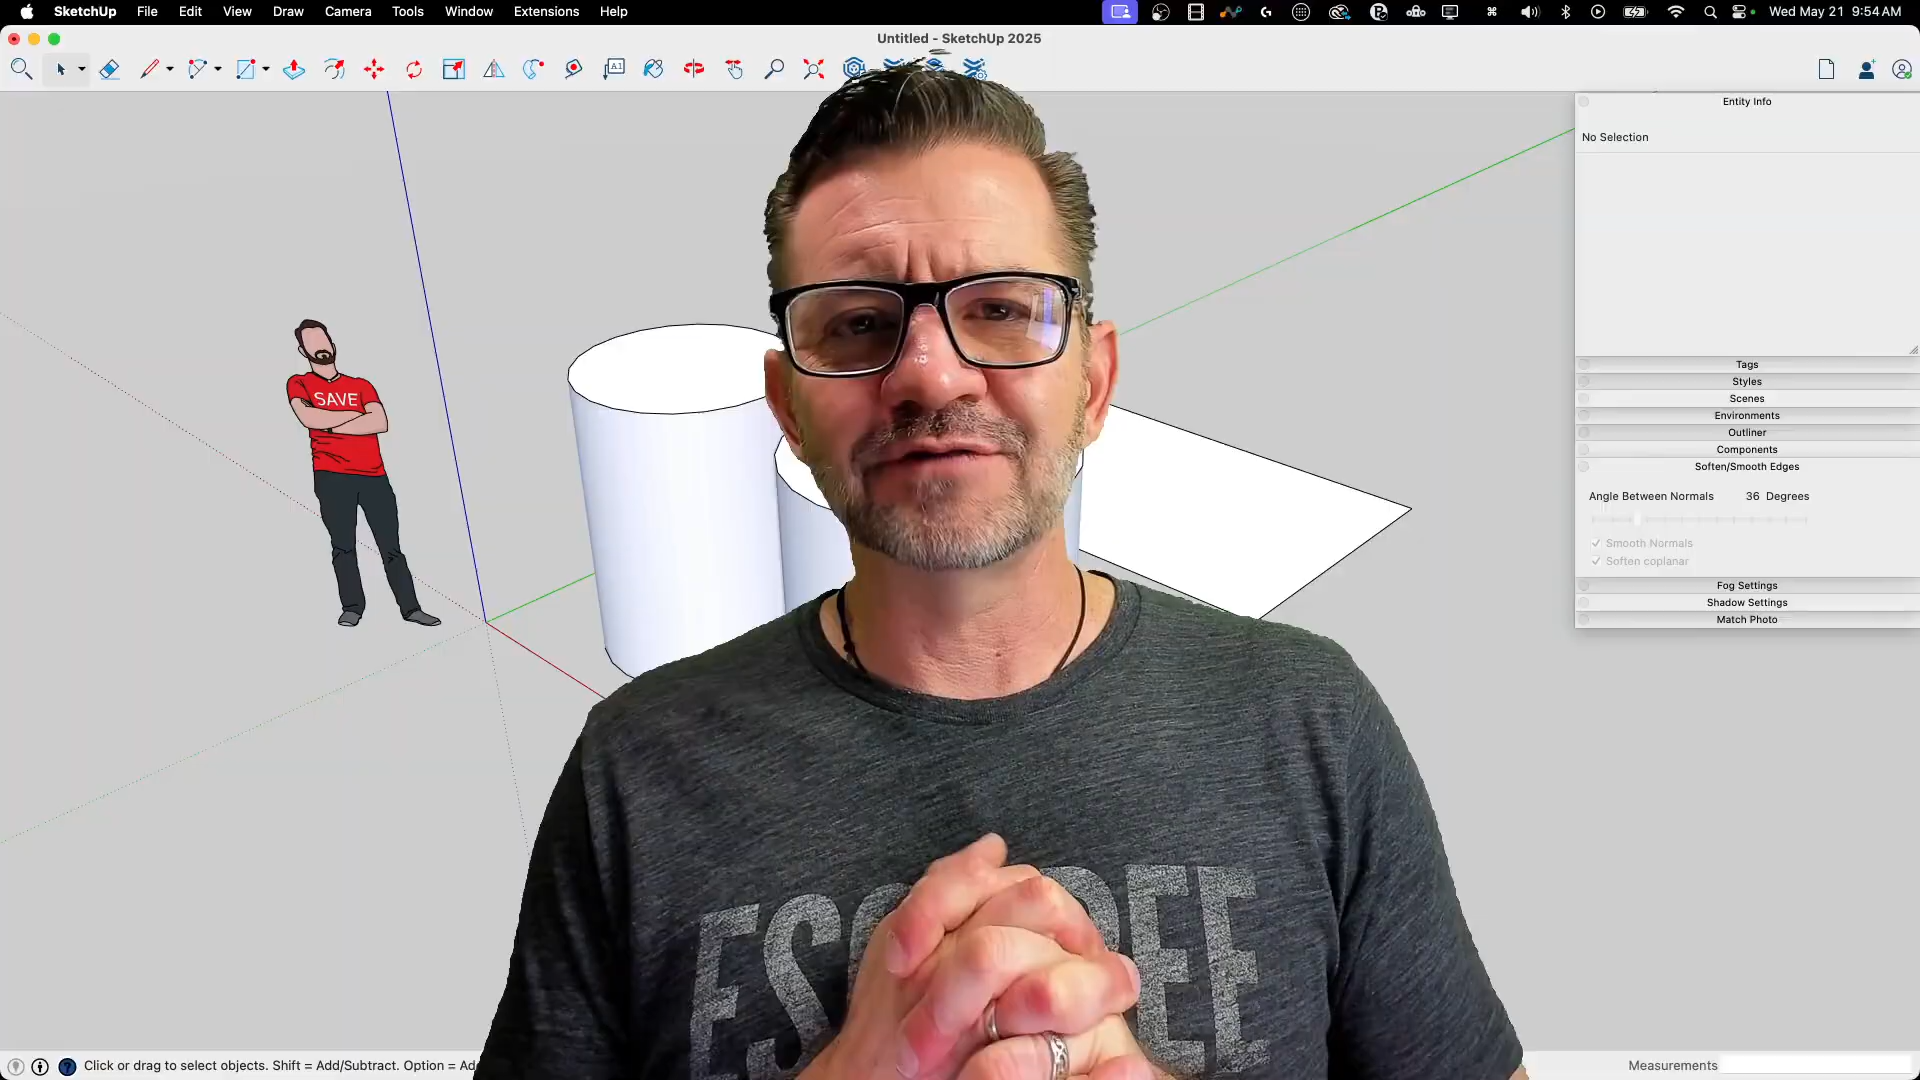 SketchUp File Edit View Draw Camera Tools Window Extensions Help Wed May 21 9:54 AM
Untitled - SketchUp 2025
A1
Entity Info
No Selection
Tags
Styles
Scenes
Environments
Outliner
Components
Soften/Smooth Edges
Angle Between Normals 36 Degrees
Smooth Normals
Soften coplanar
Fog Settings
Shadow Settings
Match Photo
SAVE
Click or drag to select objects. Shift = Add/Subtract. Option =
Measurements